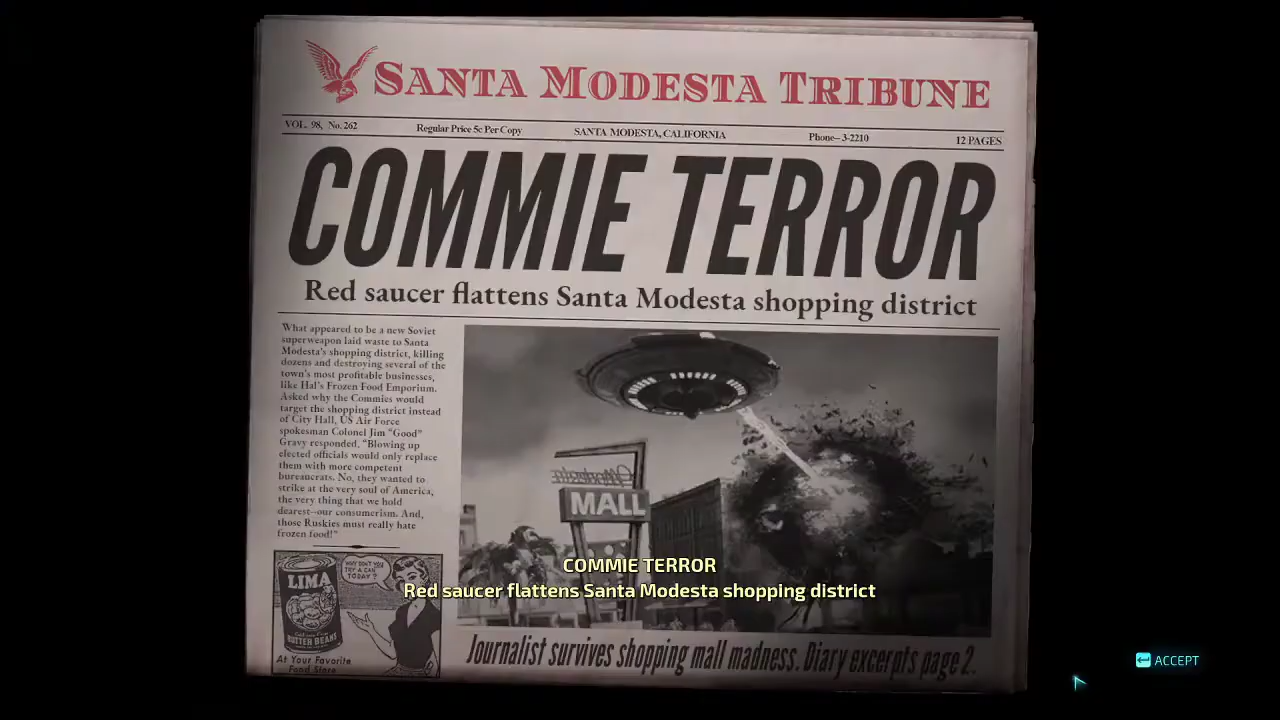 SANTA MODESTA TRIBUNE
VOL. 98, No. 262 Regular Price 5c Per Copy SANTA MODESTA, CALIFORNIA Phone-3-2210 12 PAGES
COMMIE TERROR
Red saucer flattens Santa Modesta shopping district
What appeared to be a new Soviet
superweapon laid waste to Santa
Modesta's shopping district, killing
dozens and destroying several of the
town's most profitable businesses,
like Hal's Frozen Food Emporium.
Asked why the Commies would
target the shopping district instead
of City Hall, US Air Force
spokesman Colonel Jim "Good"
Gravy responded, "Blowing up
elected officials would only replace
them with more competent
bureaucrats. No, they wanted to
strike at the very soul of America,
the very thing that we hold
dearest--our consumerism. And,
those Ruskies must really hate
frozen food!"
MALL
LIMA
BUTTER BEANS
WHY DON'T YOU
TRY A CAN
TODAY?
At Your Favorite
Food Store
COMMIE TERROR
Red saucer flattens Santa Modesta shopping district
Journalist survives shopping mall madness. Diary excerpts page 2.
ACCEPT